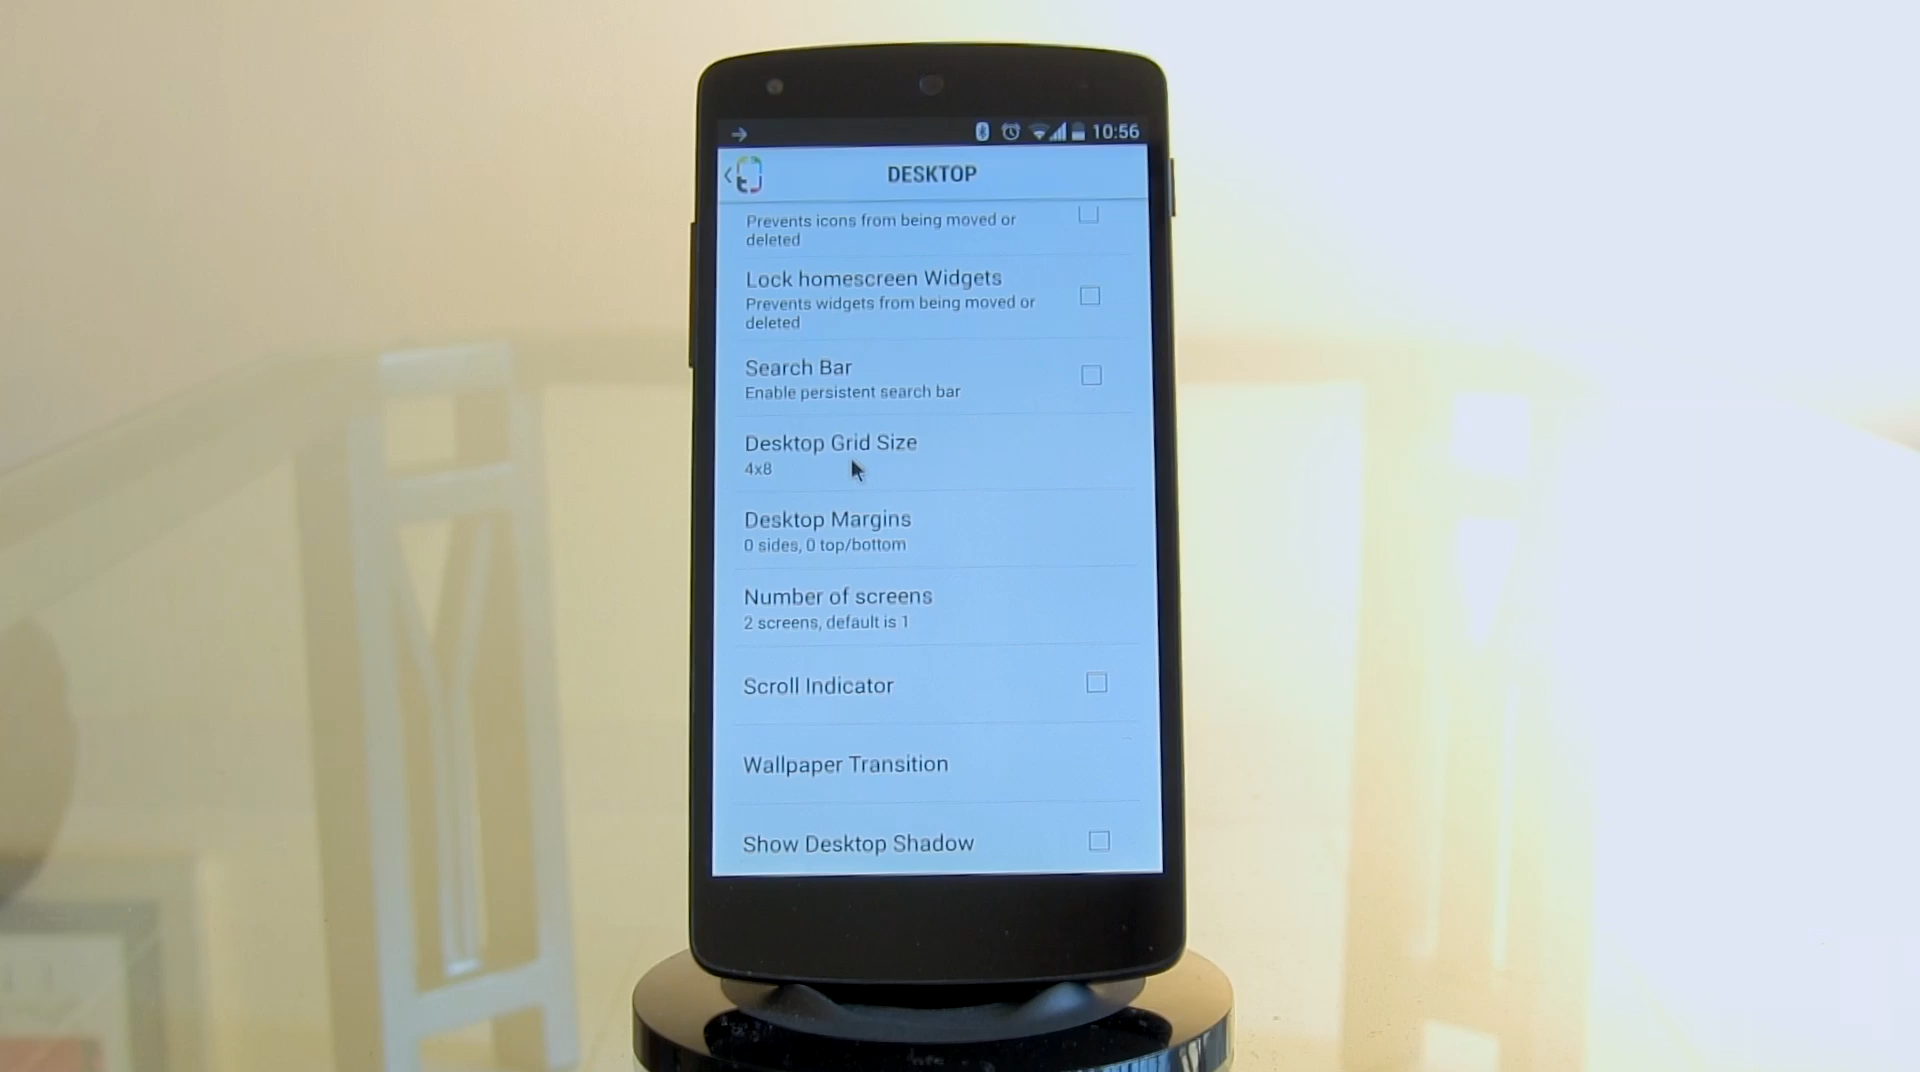 10:56
DESKTOP
Prevents icons from being moved or
deleted
Lock homescreen Widgets
Prevents widgets from being moved or
deleted
Search Bar
Enable persistent search bar
Desktop Grid Size
4x8
Desktop Margins
0 sides, 0 top/bottom
Number of screens
2 screens, default is 1
Scroll Indicator
Wallpaper Transition
Show Desktop Shadow